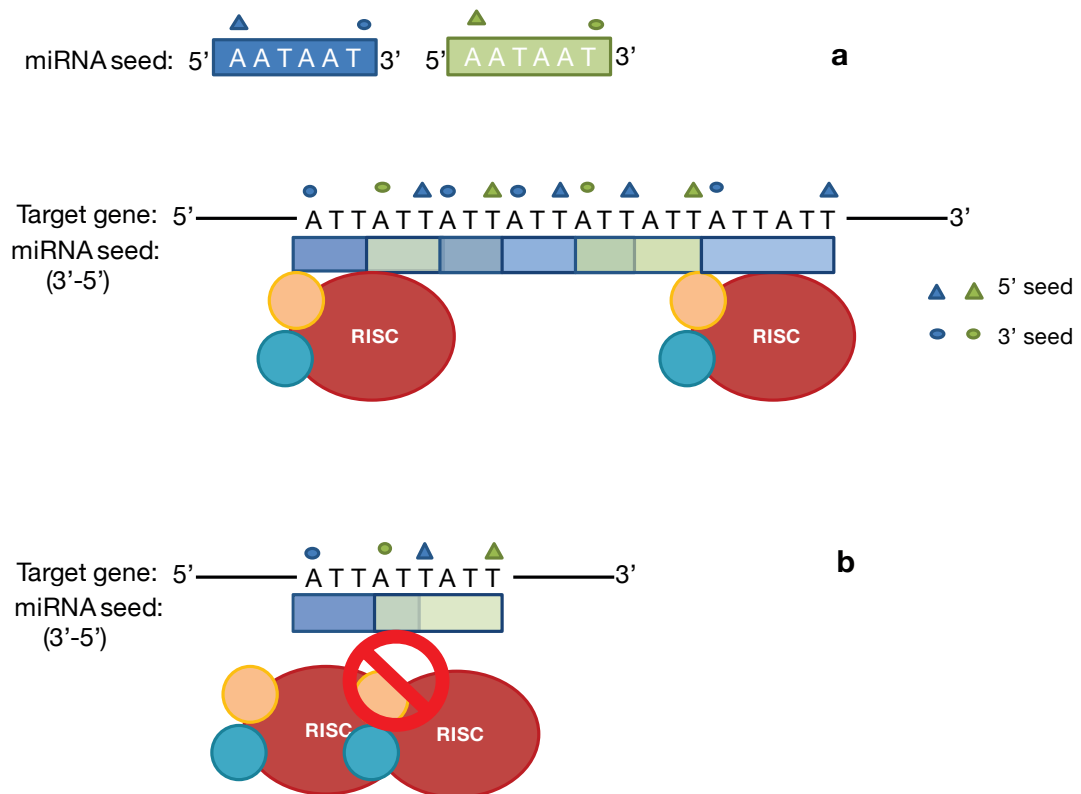 miRNA seed: 5’ AATAAT 3’ 5’ AATAAT 3’ a
Target gene: 5’ ATTATTATTATTATTATTATTATT 3’
miRNA seed:
(3’-5’)
RISC RISC
5’ seed
3’ seed
b
Target gene: 5’ ATTATTATT 3’
miRNA seed:
(3’-5’)
RISC RISC